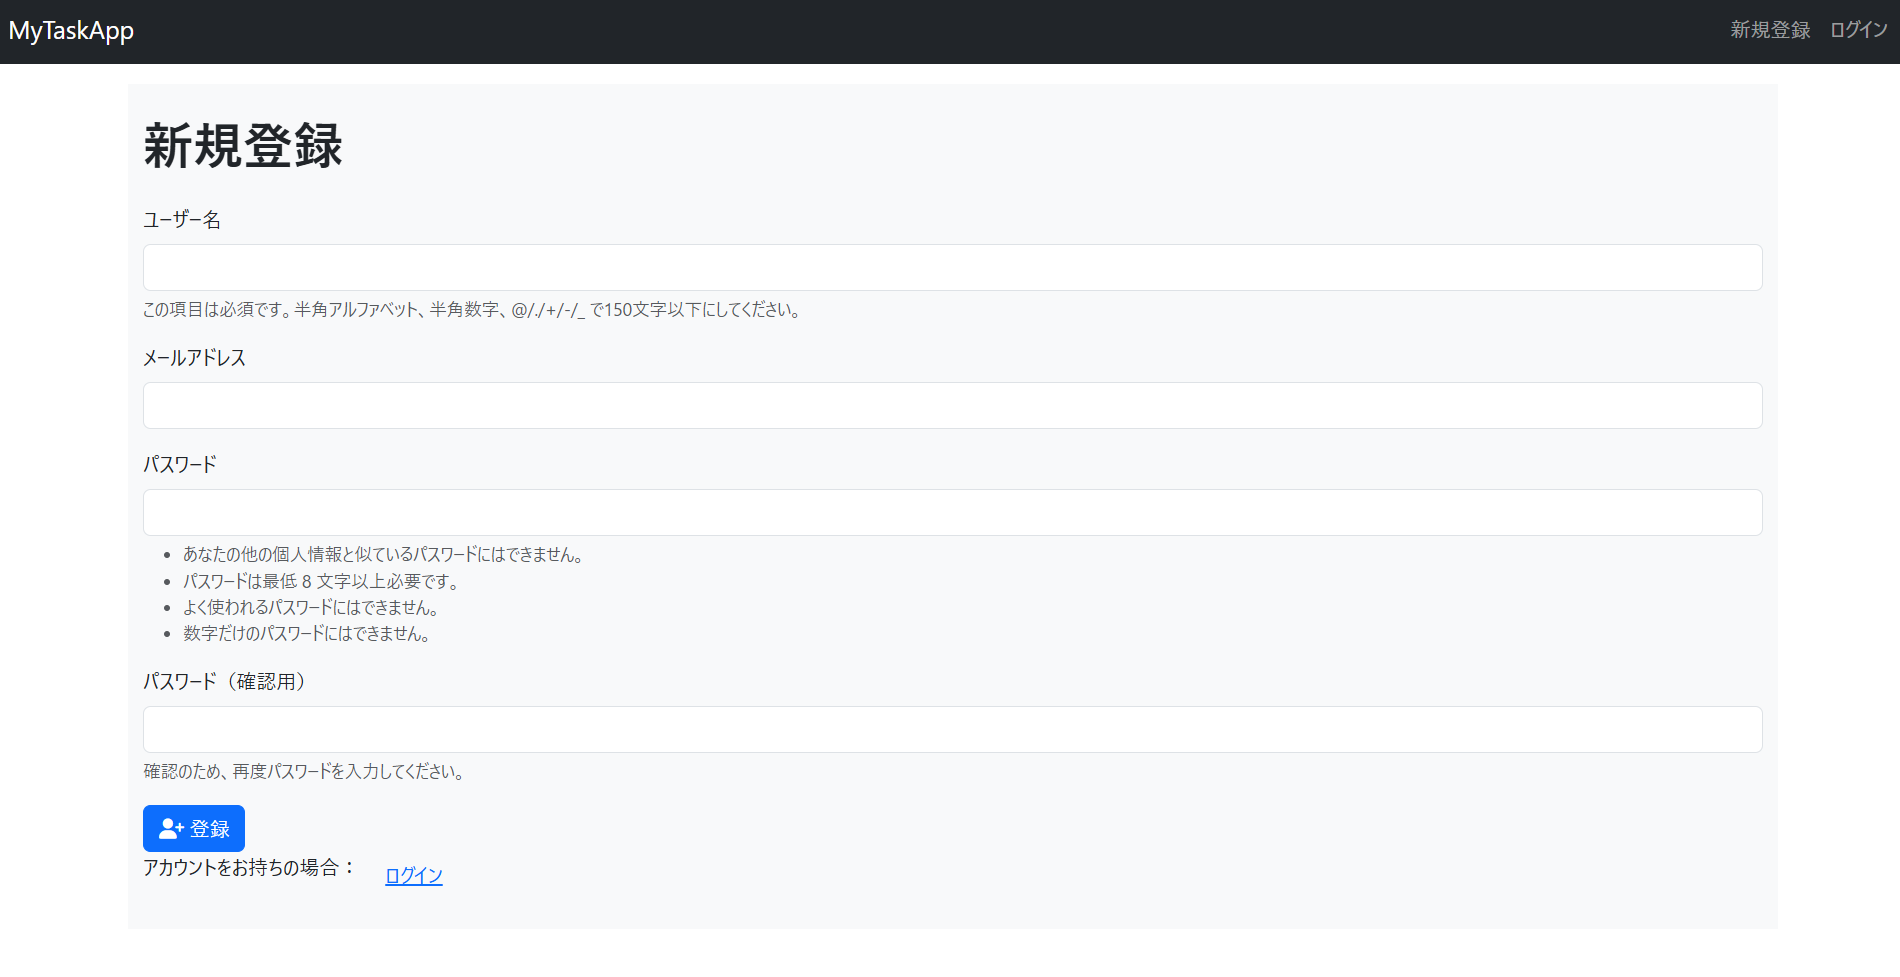 MyTaskApp 新規登録 ログイン
新規登録
ユーザー名
この項目は必須です。半角アルファベット、半角数字、@/./+/-/_ で150文字以下にしてください。
メールアドレス
パスワード
あなたの他の個人情報と似ているパスワードにはできません。
パスワードは最低 8 文字以上必要です。
よく使われるパスワードにはできません。
数字だけのパスワードにはできません。
パスワード（確認用）
確認のため、再度パスワードを入力してください。
登録
アカウントをお持ちの場合： ログイン